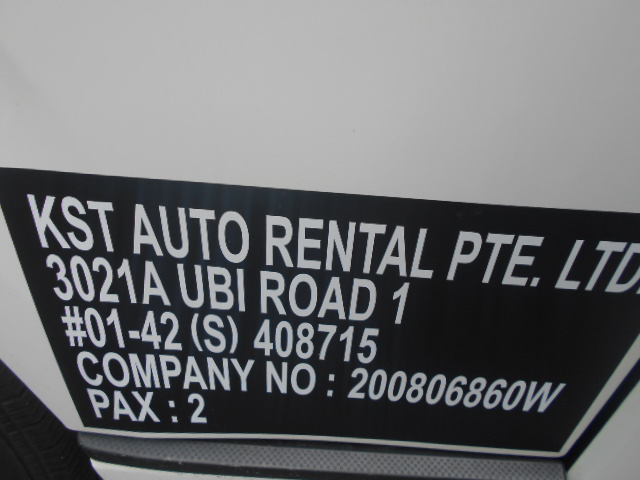 KST AUTO RENTAL PTE. LTD.
3021A UBI ROAD 1
#01-42 (S) 408715
COMPANY NO : 200806860W
PAX : 2